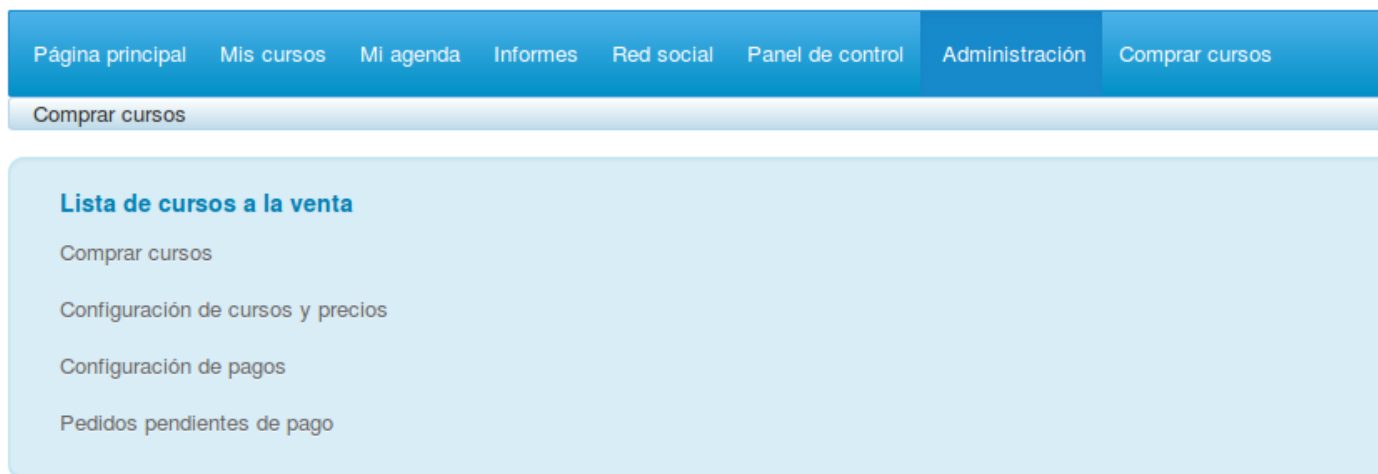 Página principal Mis cursos Mi agenda Informes Red social Panel de control Administración Comprar cursos
Comprar cursos
Lista de cursos a la venta
Comprar cursos
Configuración de cursos y precios
Configuración de pagos
Pedidos pendientes de pago